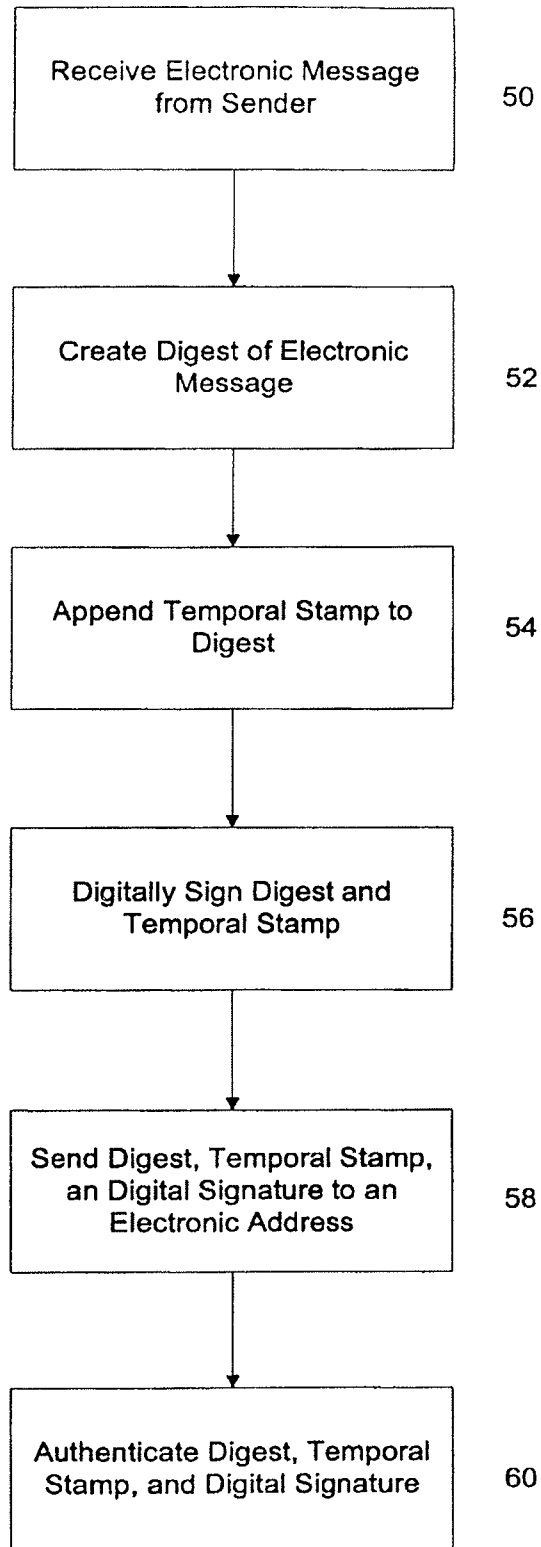 Receive Electronic Message
from Sender
50
Create Digest of Electronic
Message
52
Append Temporal Stamp to
Digest
54
Digitally Sign Digest and
Temporal Stamp
56
Send Digest, Temporal Stamp,
an Digital Signature to an
Electronic Address
58
Authenticate Digest, Temporal
Stamp, and Digital Signature
60